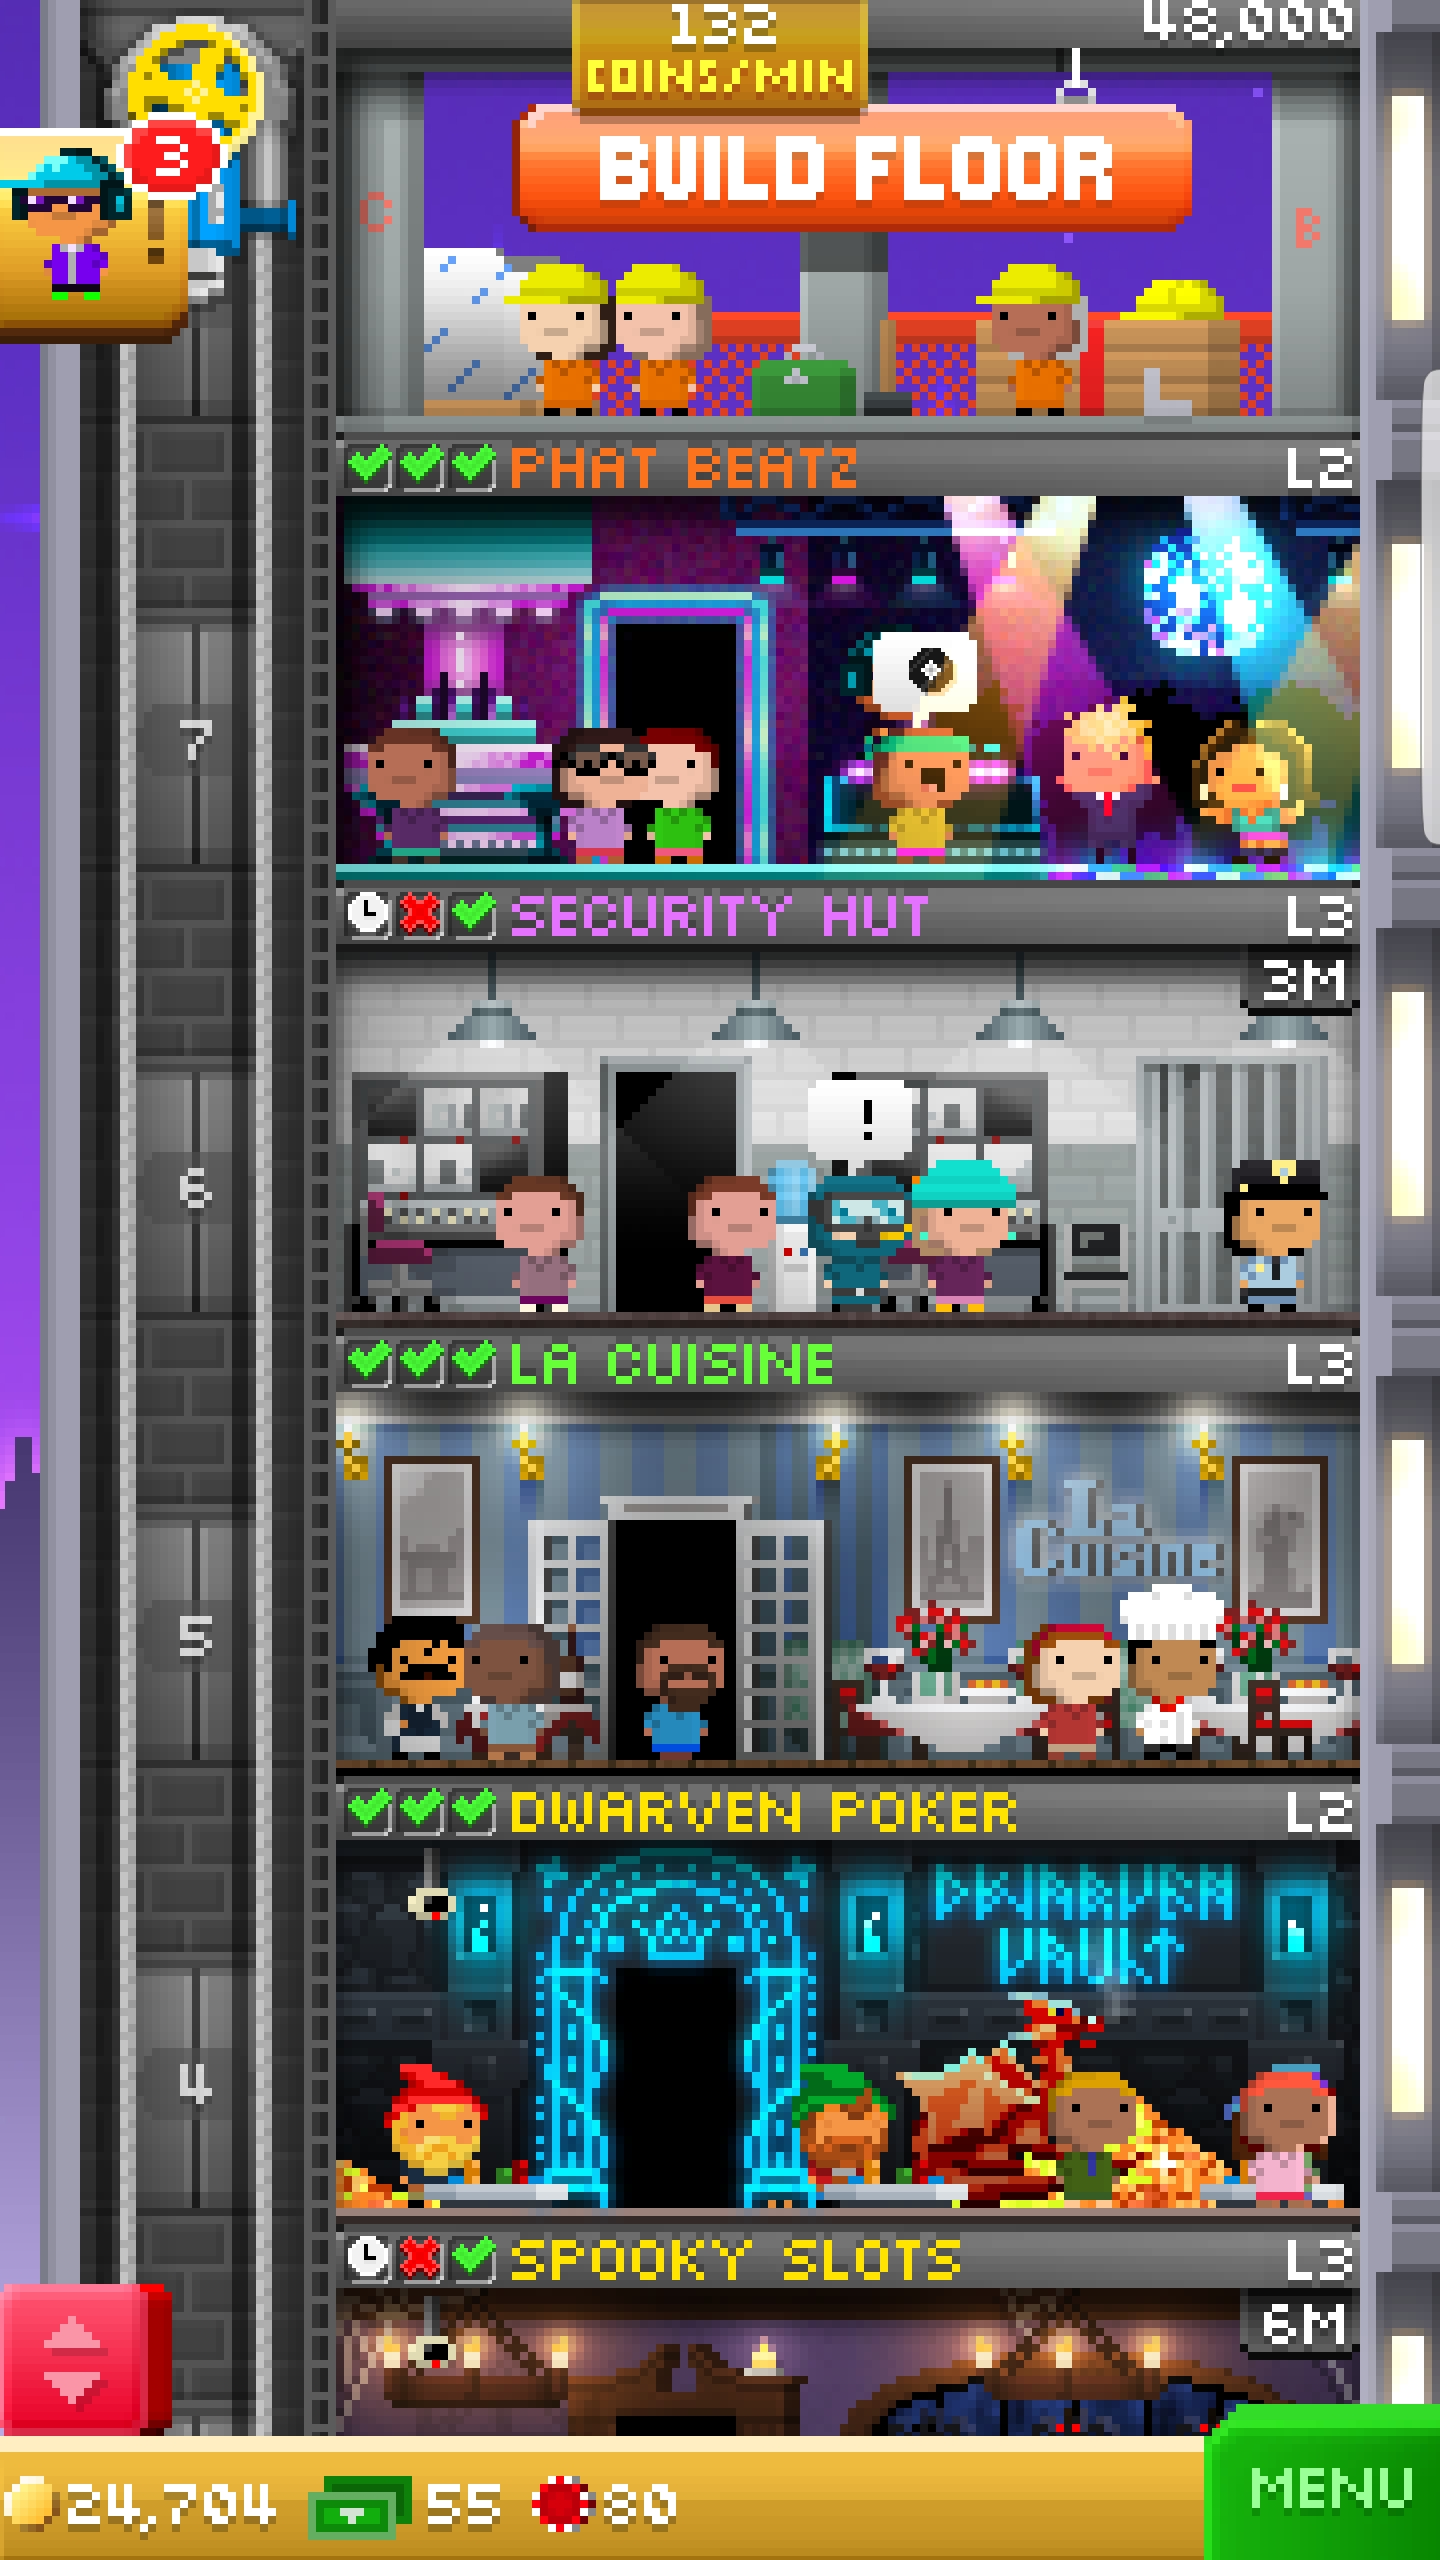 132
48,000
COINS/MIN
3
BUILD FLOOR
C
B
PHAT BEATZ L2
7
SECURITY HUT L3
3M
!
6
LA CUISINE L3
La
Cuisine
5
DWARVEN POKER L2
DWARVEN
VAULT
4
SPOOKY SLOTS L3
6M
24,704 55 80
MENU